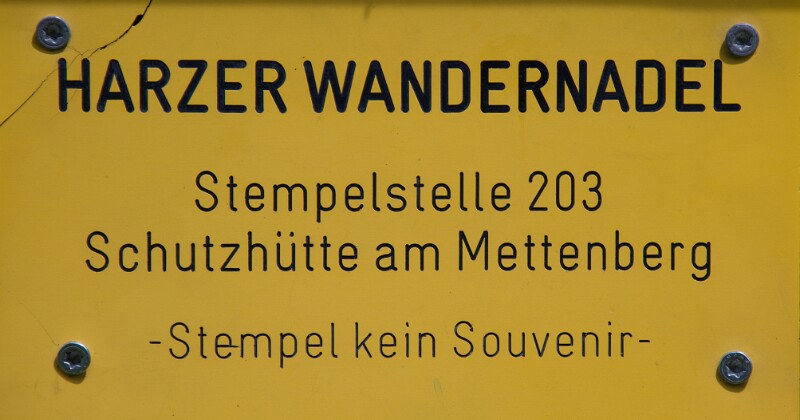 HARZER WANDERNADEL
Stempelstelle 203
Schutzhütte am Mettenberg
-Stempel kein Souvenir-